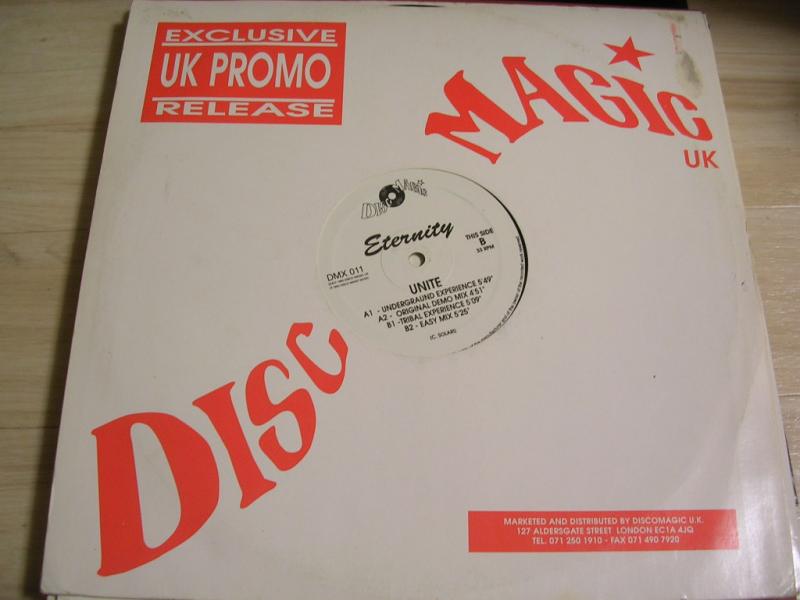 EXCLUSIVE
UK PROMO
RELEASE
MAGIC
UK
DISCO MAGIC
Eternity
THIS SIDE
B
33 RPM
DMX 011
UNITE
A1 - UNDERGRAUND EXPERIENCE 5'49"
A2 - ORIGINAL DEMO MIX 4'51"
B1 -TRIBAL EXPERIENCE 5'09"
B2 - EASY MIX 5'25"
(C. SOLARI)
DISC
MARKETED AND DISTRIBUTED BY DISCOMAGIC U.K.
127 ALDERSGATE STREET LONDON EC1A 4JQ
TEL. 071 250 1910 - FAX 071 490 7920